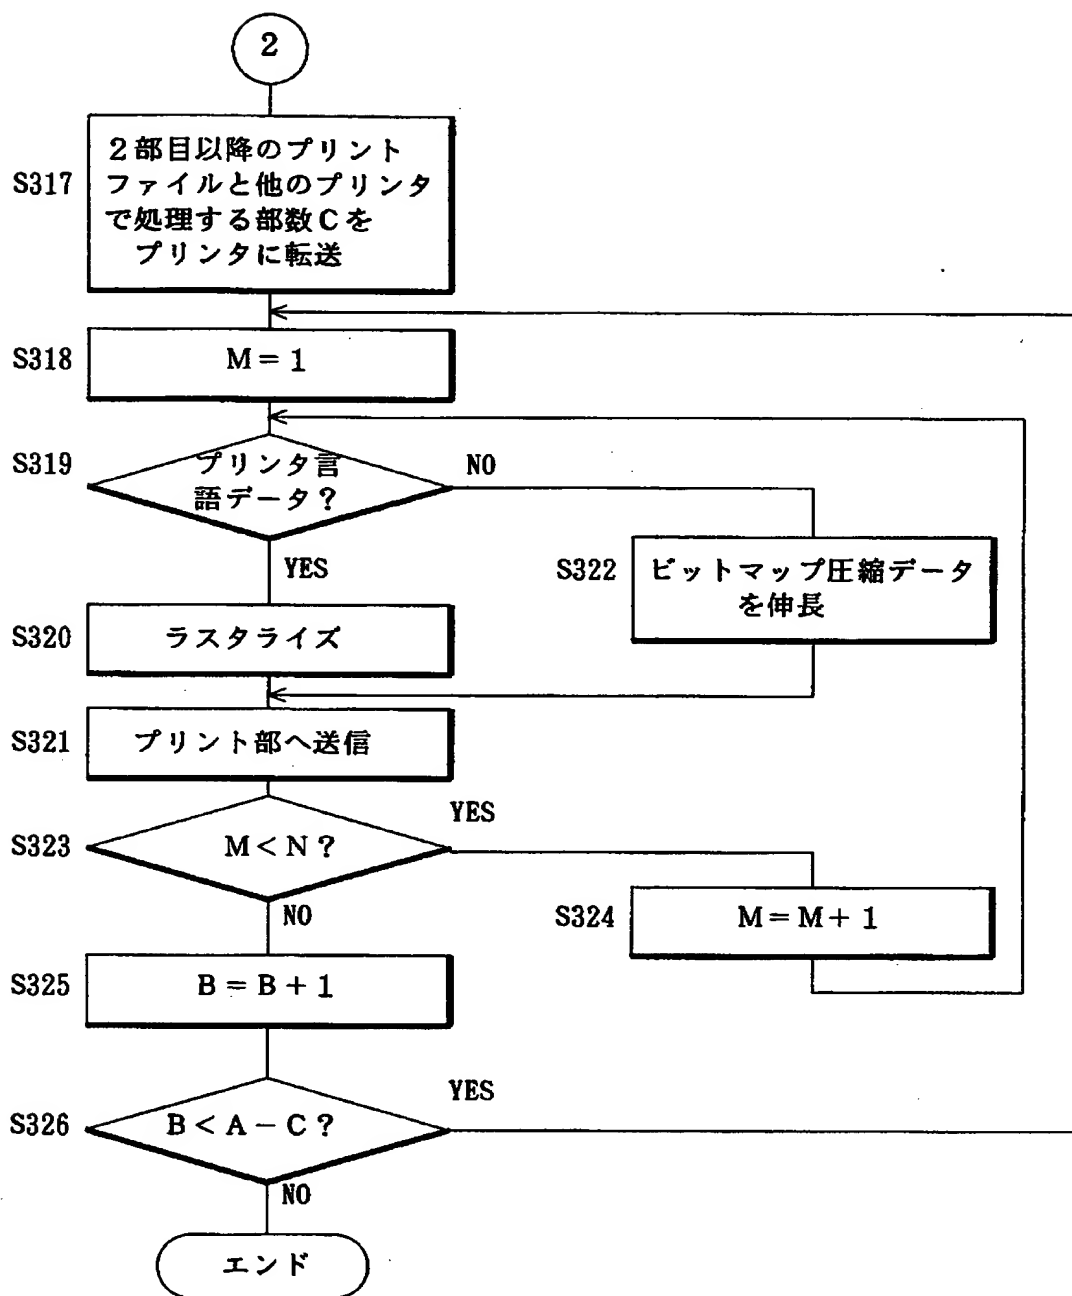 2
S317
2部目以降のプリント
ファイルと他のプリンタ
で処理する部数Cを
プリンタに転送
S318
M=1
S319
プリンタ言
語データ?
NO
YES
S322
ビットマップ圧縮データ
を伸長
S320
ラスタライズ
S321
プリント部へ送信
S323
M<N?
YES
NO
S324
M=M+1
S325
B=B+1
S326
B<A-C?
YES
NO
エンド